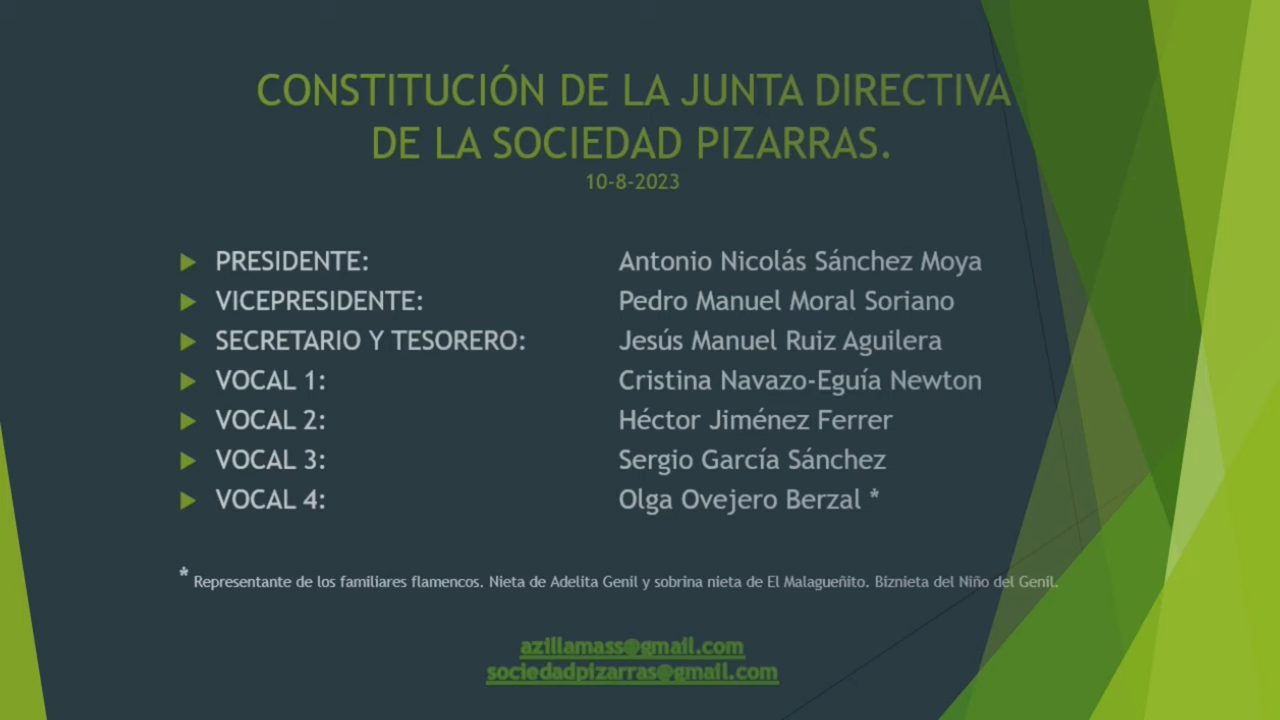 CONSTITUCIÓN DE LA JUNTA DIRECTIVA
DE LA SOCIEDAD PIZARRAS.
10-8-2023
PRESIDENTE: Antonio Nicolás Sánchez Moya
VICEPRESIDENTE: Pedro Manuel Moral Soriano
SECRETARIO Y TESORERO: Jesús Manuel Ruiz Aguilera
VOCAL 1: Cristina Navazo-Eguía Newton
VOCAL 2: Héctor Jiménez Ferrer
VOCAL 3: Sergio García Sánchez
VOCAL 4: Olga Ovejero Berzal *
* Representante de los familiares flamencos. Nieta de Adelita Genil y sobrina nieta de El Malagueñito. Biznieta del Niño del Genil.
azillamass@gmail.com
sociedadpizarras@gmail.com